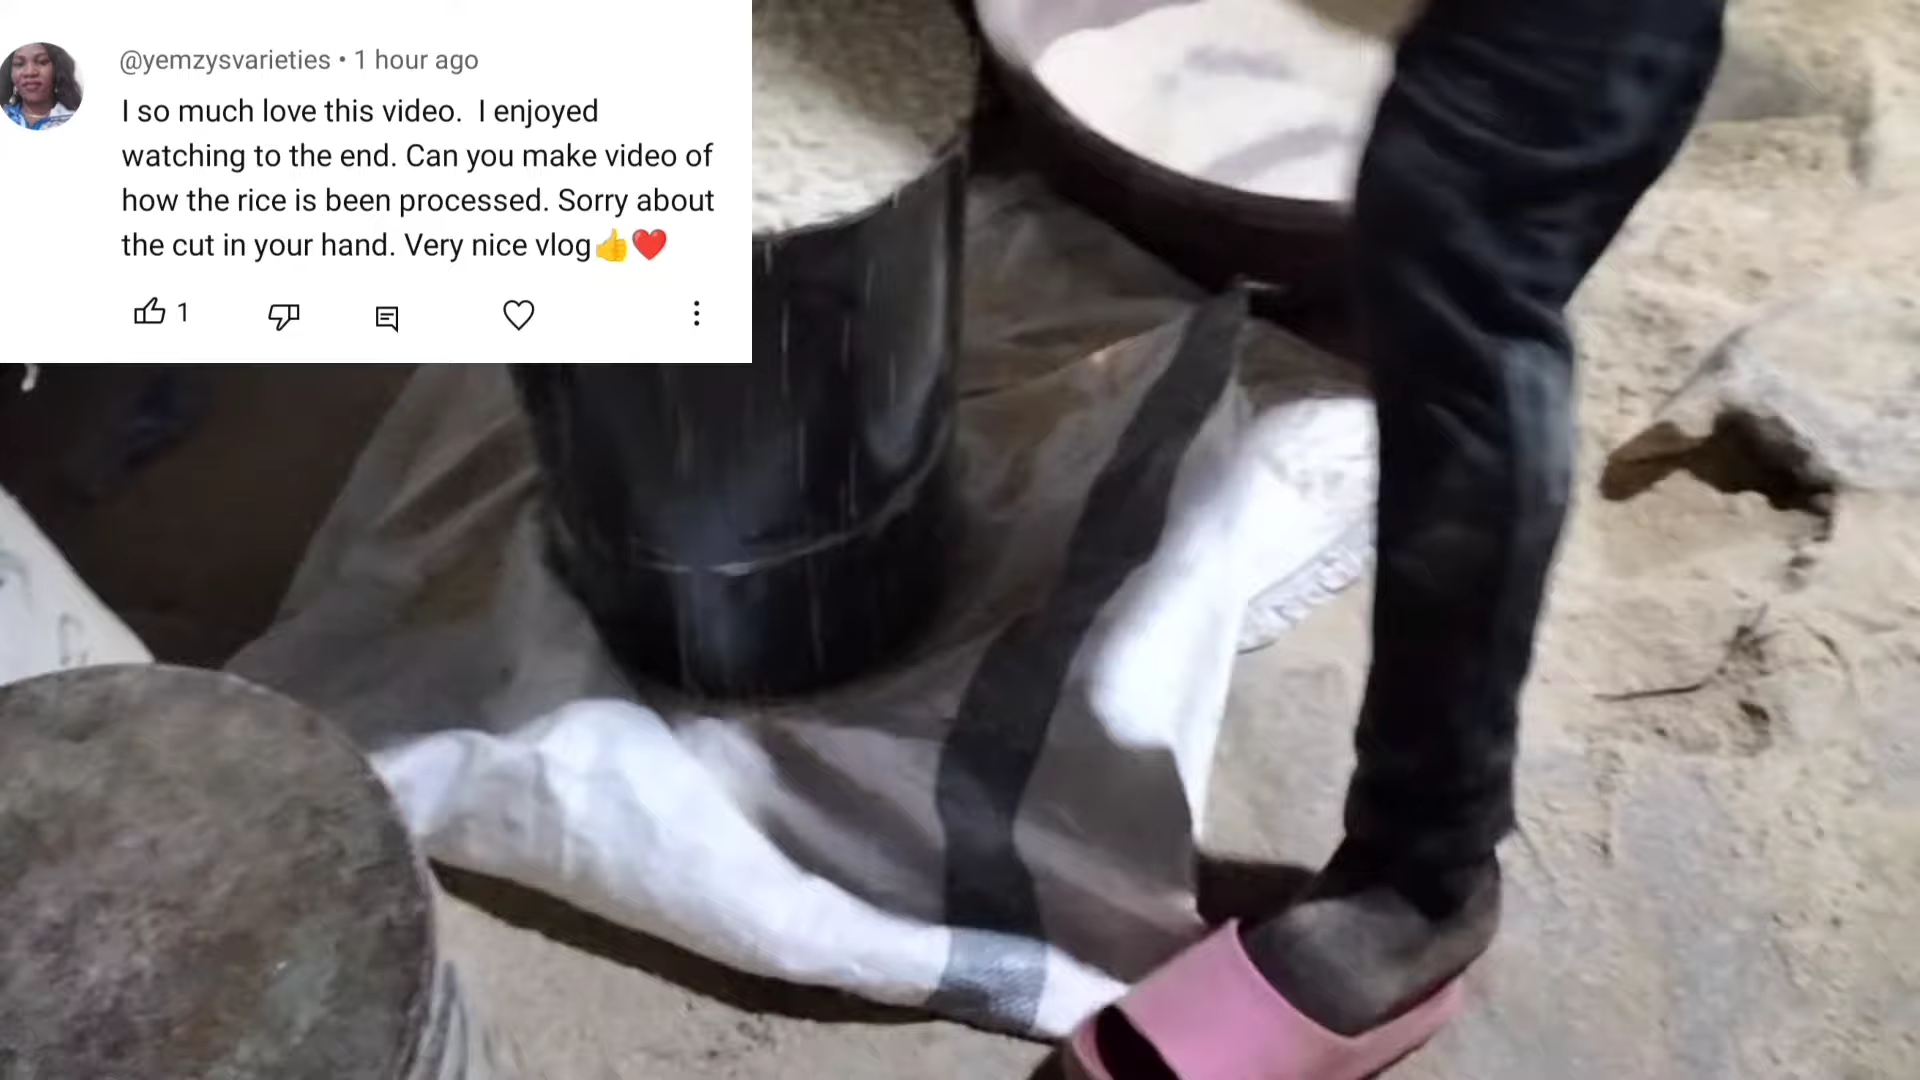 @yemzysvarieties • 1 hour ago
I so much love this video.  I enjoyed
watching to the end. Can you make video of
how the rice is been processed. Sorry about
the cut in your hand. Very nice vlog👍❤️
1